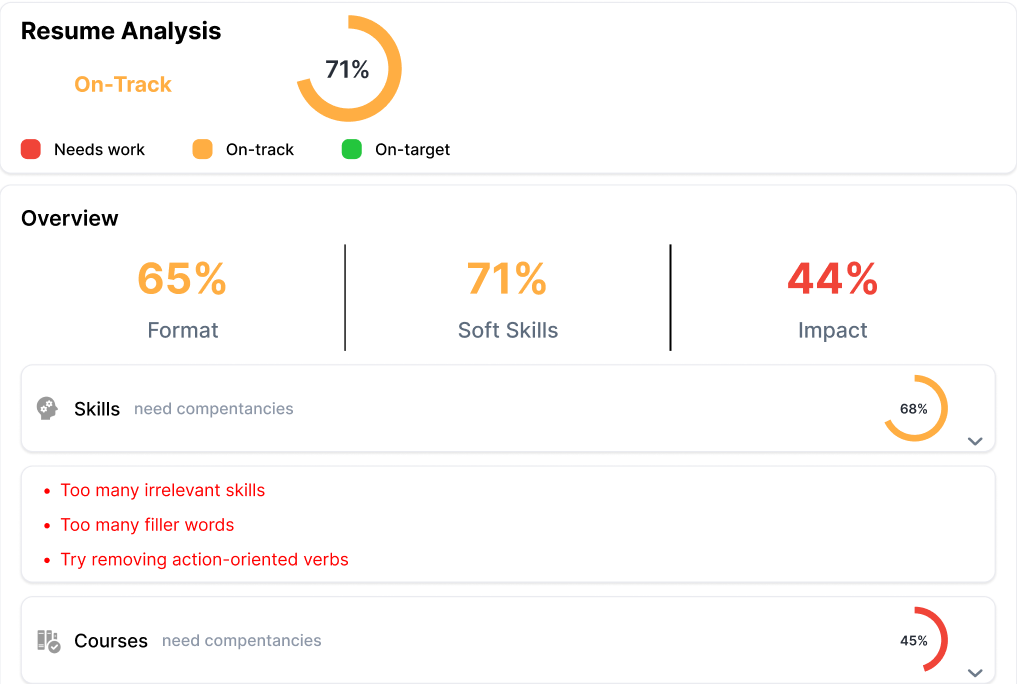 Resume Analysis
71%
On-Track
Needs work
On-track
On-target
Overview
65%
71%
44%
Format
Soft Skills
Impact
Skills need compentancies
68%
Too many irrelevant skills
Too many filler words
Try removing action-oriented verbs
Courses need compentancies
45%